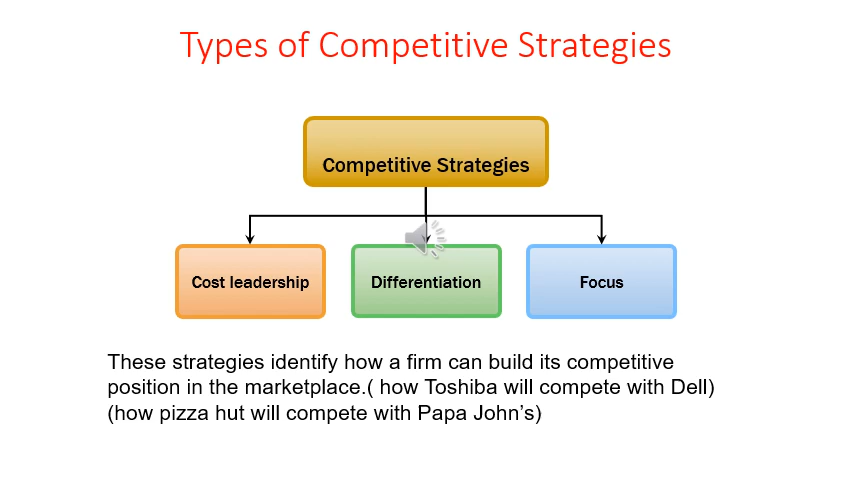 Types of Competitive Strategies
Competitive Strategies
Cost leadership
Differentiation
Focus
These strategies identify how a firm can build its competitive
position in the marketplace.( how Toshiba will compete with Dell)
(how pizza hut will compete with Papa John’s)